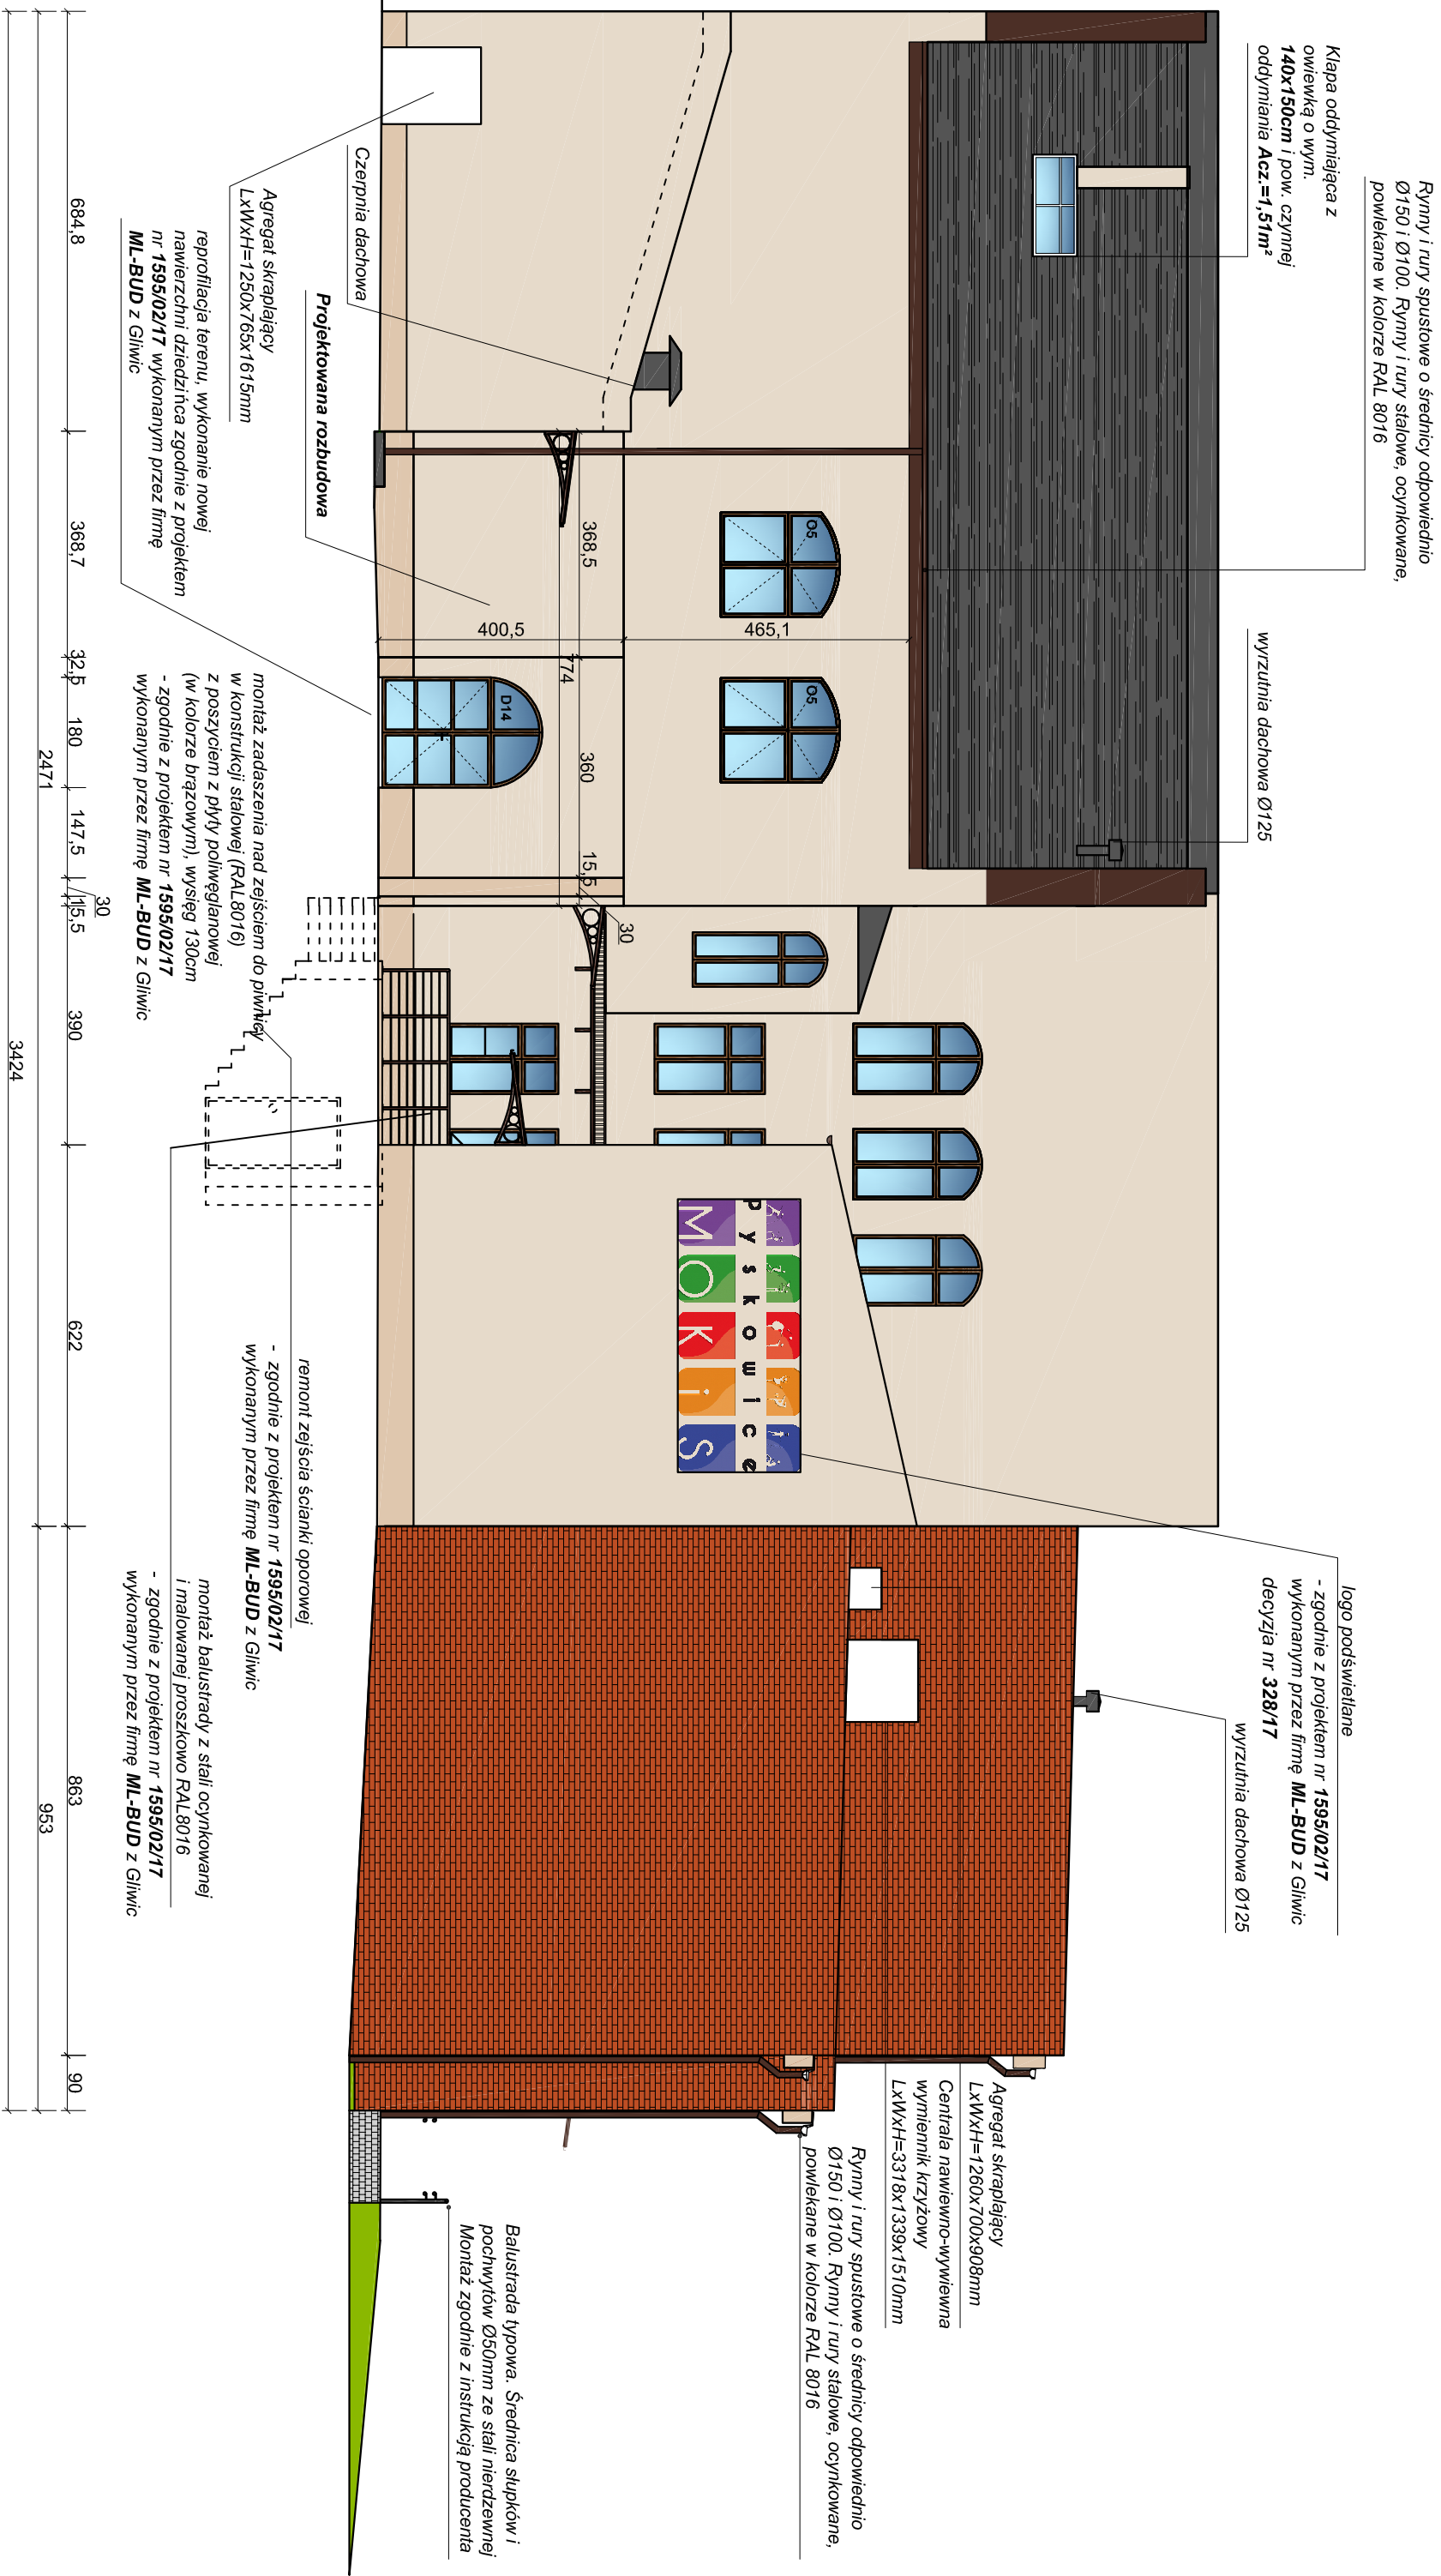 Rynny i rury spustowe o średnicy odpowiednio
Ø150 i Ø100. Rynny i rury stalowe, ocynkowane,
powlekane w kolorze RAL 8016
Klapa oddymiająca z
owiewką o wym.
140x150cm i pow. czynnej
oddymiania Acz.=1,51m²
wyrzutnia dachowa Ø125
logo podświetlane
- zgodnie z projektem nr 1595/02/17
wykonanym przez firmę ML-BUD z Gliwic
decyzja nr 328/17
wyrzutnia dachowa Ø125
Agregat skraplający
LxWxH=1260x700x908mm
Centrala nawiewno-wywiewna
wymiennik krzyżowy
LxWxH=3318x1339x1510mm
Rynny i rury spustowe o średnicy odpowiednio
Ø150 i Ø100. Rynny i rury stalowe, ocynkowane,
powlekane w kolorze RAL 8016
Balustrada typowa. Średnica słupków i
pochwytów Ø50mm ze stali nierdzewnej
Montaż zgodnie z instrukcją producenta
O5
O5
465,1
400,5
Pyskowice
MOKiS
30
368,5
360
15,5
774
D14
Czerpnia dachowa
Projektowana rozbudowa
Agregat skraplający
LxWxH=1250x765x1615mm
reprofilacja terenu, wykonanie nowej
nawierzchni dziedzińca zgodnie z projektem
nr 1595/02/17 wykonanym przez firmę
ML-BUD z Gliwic
montaż zadaszenia nad zejściem do piwnicy
w konstrukcji stalowej (RAL8016)
z poszyciem z płyty poliwęglanowej
(w kolorze brązowym), wysięg 130cm
- zgodnie z projektem nr 1595/02/17
wykonanym przez firmę ML-BUD z Gliwic
remont zejścia ścianki oporowej
- zgodnie z projektem nr 1595/02/17
wykonanym przez firmę ML-BUD z Gliwic
montaż balustrady z stali ocynkowanej
i malowanej proszkowo RAL8016
- zgodnie z projektem nr 1595/02/17
wykonanym przez firmę ML-BUD z Gliwic
30
684,8
368,7
32,5
180
147,5
15,5
390
622
863
90
2471
953
3424